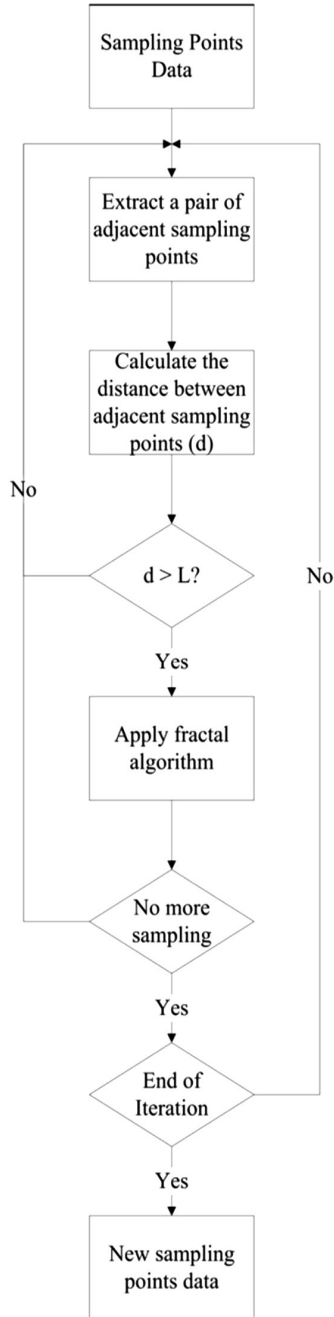 Sampling Points
Data
Extract a pair of
adjacent sampling
points
Calculate the
distance between
adjacent sampling
points (d)
No
d > L?
No
Yes
Apply fractal
algorithm
No more
sampling
Yes
End of
Iteration
Yes
New sampling
points data